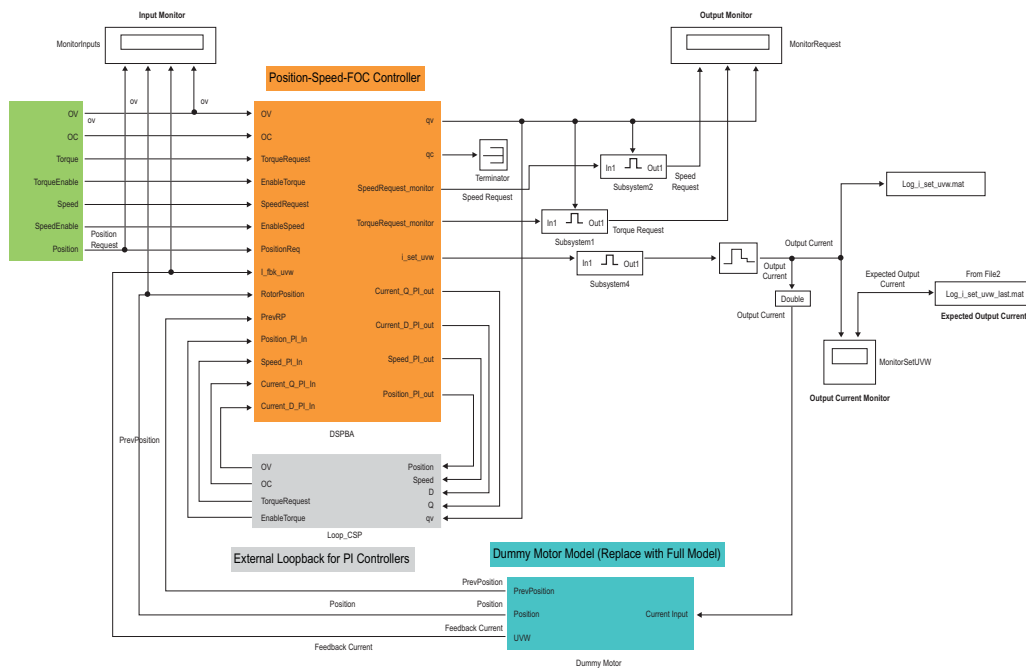 Input Monitor
MonitorInputs
Output Monitor
MonitorRequest
Position-Speed-FOC Controller
ov
ov
ov
OV
OC
Torque
TorqueEnable
Speed
SpeedEnable
Position
Position
Request
OV
OC
TorqueRequest
EnableTorque
SpeedRequest
EnableSpeed
PositionReq
I_fbk_uvw
RotorPosition
PrevRP
Position_PI_In
Speed_PI_In
Current_Q_PI_In
Current_D_PI_In
qv
qc
SpeedRequest_monitor
TorqueRequest_monitor
i_set_uvw
Current_Q_PI_out
Current_D_PI_out
Speed_PI_out
Position_PI_out
DSPBA
Terminator
Speed Request
In1
Out1
Subsystem2
Speed
Request
In1
Out1
Subsystem1
Torque Request
In1
Out1
Subsystem4
Output
Current
Output Current
Double
Output Current
Log_i_set_uvw.mat
Expected Output
Current
From File2
Log_i_set_uvw_last.mat
Expected Output Current
MonitorSetUVW
Output Current Monitor
PrevPosition
OV
OC
TorqueRequest
EnableTorque
Position
Speed
D
Q
qv
Loop_CSP
External Loopback for PI Controllers
Dummy Motor Model (Replace with Full Model)
PrevPosition
Position
Position
Feedback Current
Feedback Current
PrevPosition
Position
UVW
Current Input
Dummy Motor